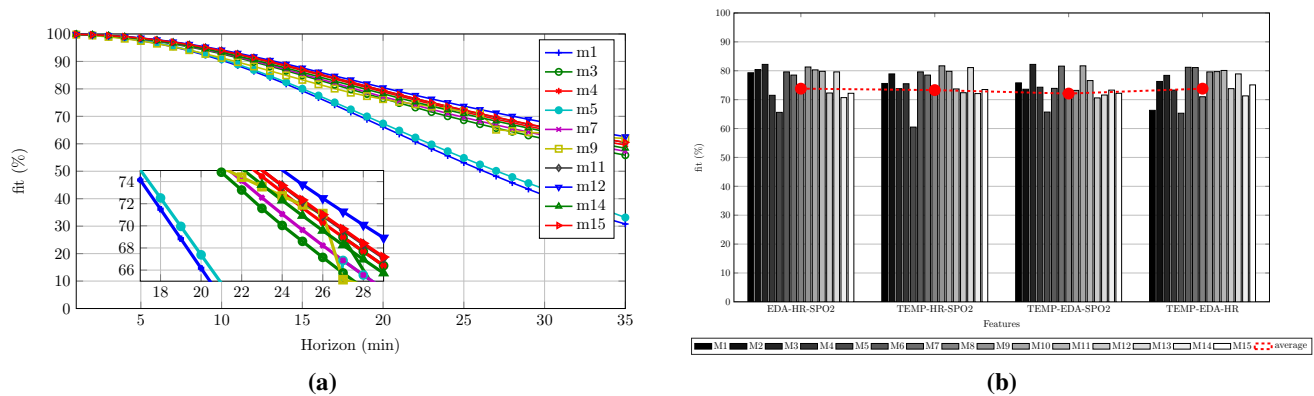 100
90
80
70
60
50
40
30
20
10
0
fit (%)
5 10 15 20 25 30 35
Horizon (min)
m1
m3
m4
m5
m7
m9
m11
m12
m14
m15
74
72
70
68
66
18 20 22 24 26 28
(a)
100
90
80
70
60
50
40
30
20
10
0
fit (%)
EDA-HR-SPO2 TEMP-HR-SPO2 TEMP-EDA-SPO2 TEMP-EDA-HR
Features
M1 M2 M3 M4 M5 M6 M7 M8 M9 M10 M11 M12 M13 M14 M15 average
(b)